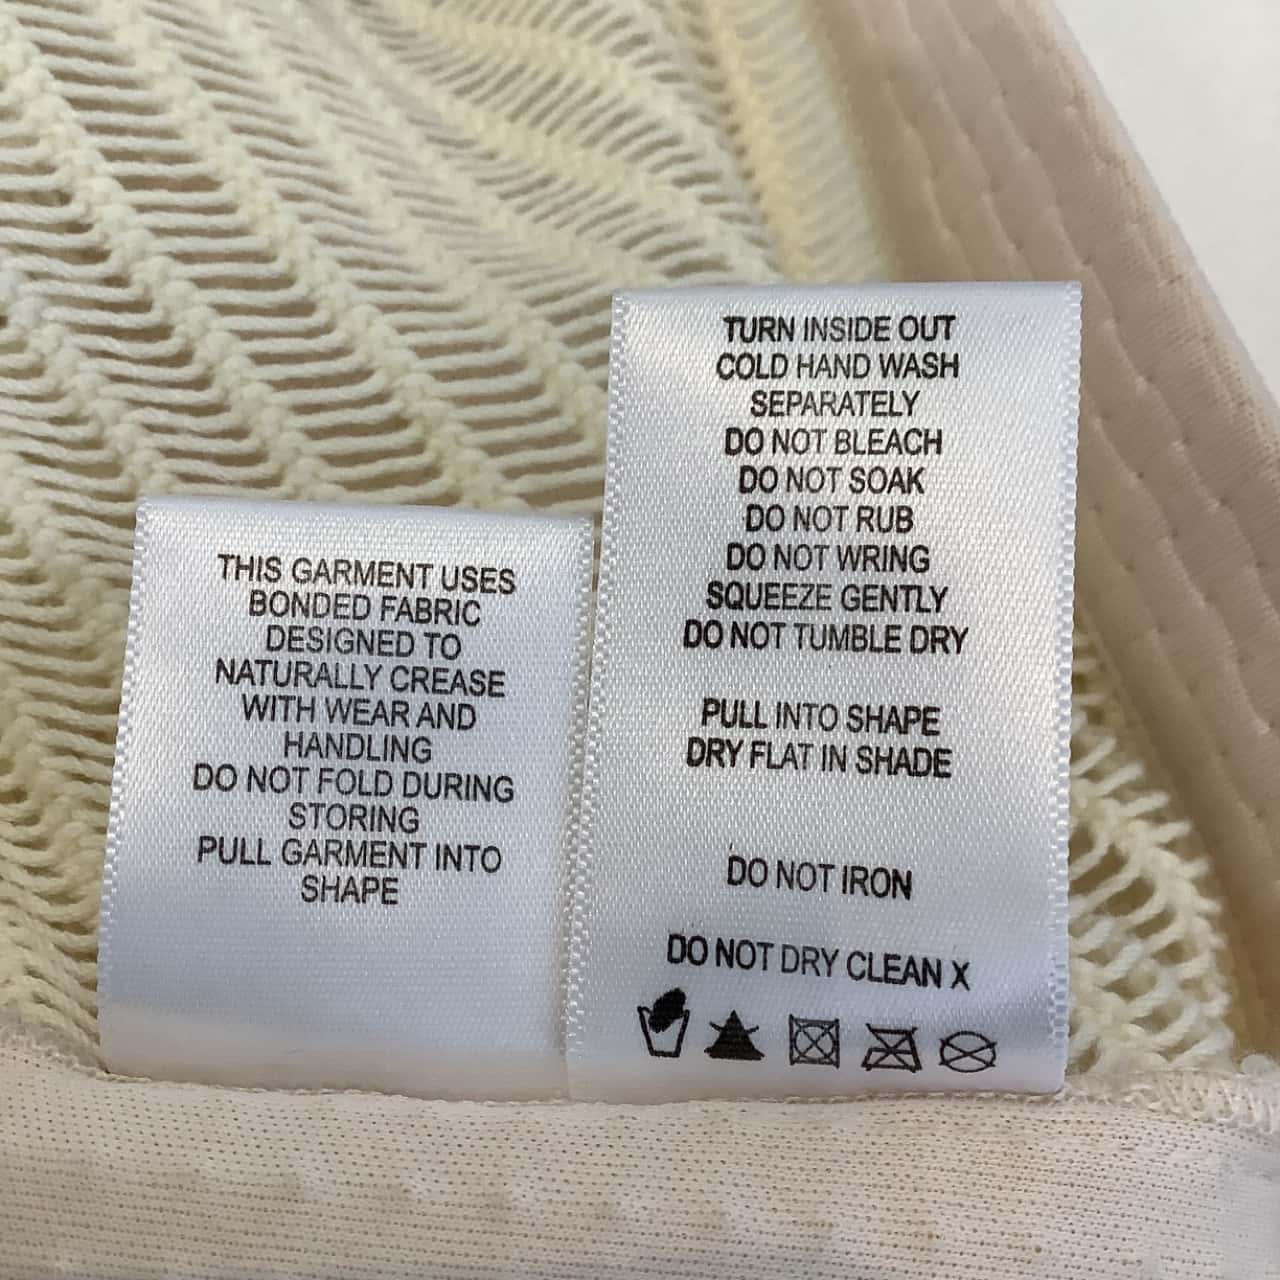 THIS GARMENT USES
BONDED FABRIC
DESIGNED TO
NATURALLY CREASE
WITH WEAR AND
HANDLING
DO NOT FOLD DURING
STORING
PULL GARMENT INTO
SHAPE
TURN INSIDE OUT
COLD HAND WASH
SEPARATELY
DO NOT BLEACH
DO NOT SOAK
DO NOT RUB
DO NOT WRING
SQUEEZE GENTLY
DO NOT TUMBLE DRY
PULL INTO SHAPE
DRY FLAT IN SHADE
DO NOT IRON
DO NOT DRY CLEAN X